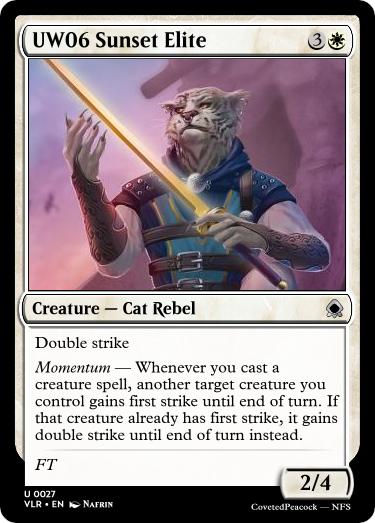 UW06 Sunset Elite 3
Creature — Cat Rebel
Double strike
Momentum — Whenever you cast a
creature spell, another target creature you
control gains first strike until end of turn. If
that creature already has first strike, it gains
double strike until end of turn instead.
FT
2/4
U 0027
VLR • EN Nafrin
CovetedPeacock — NFS